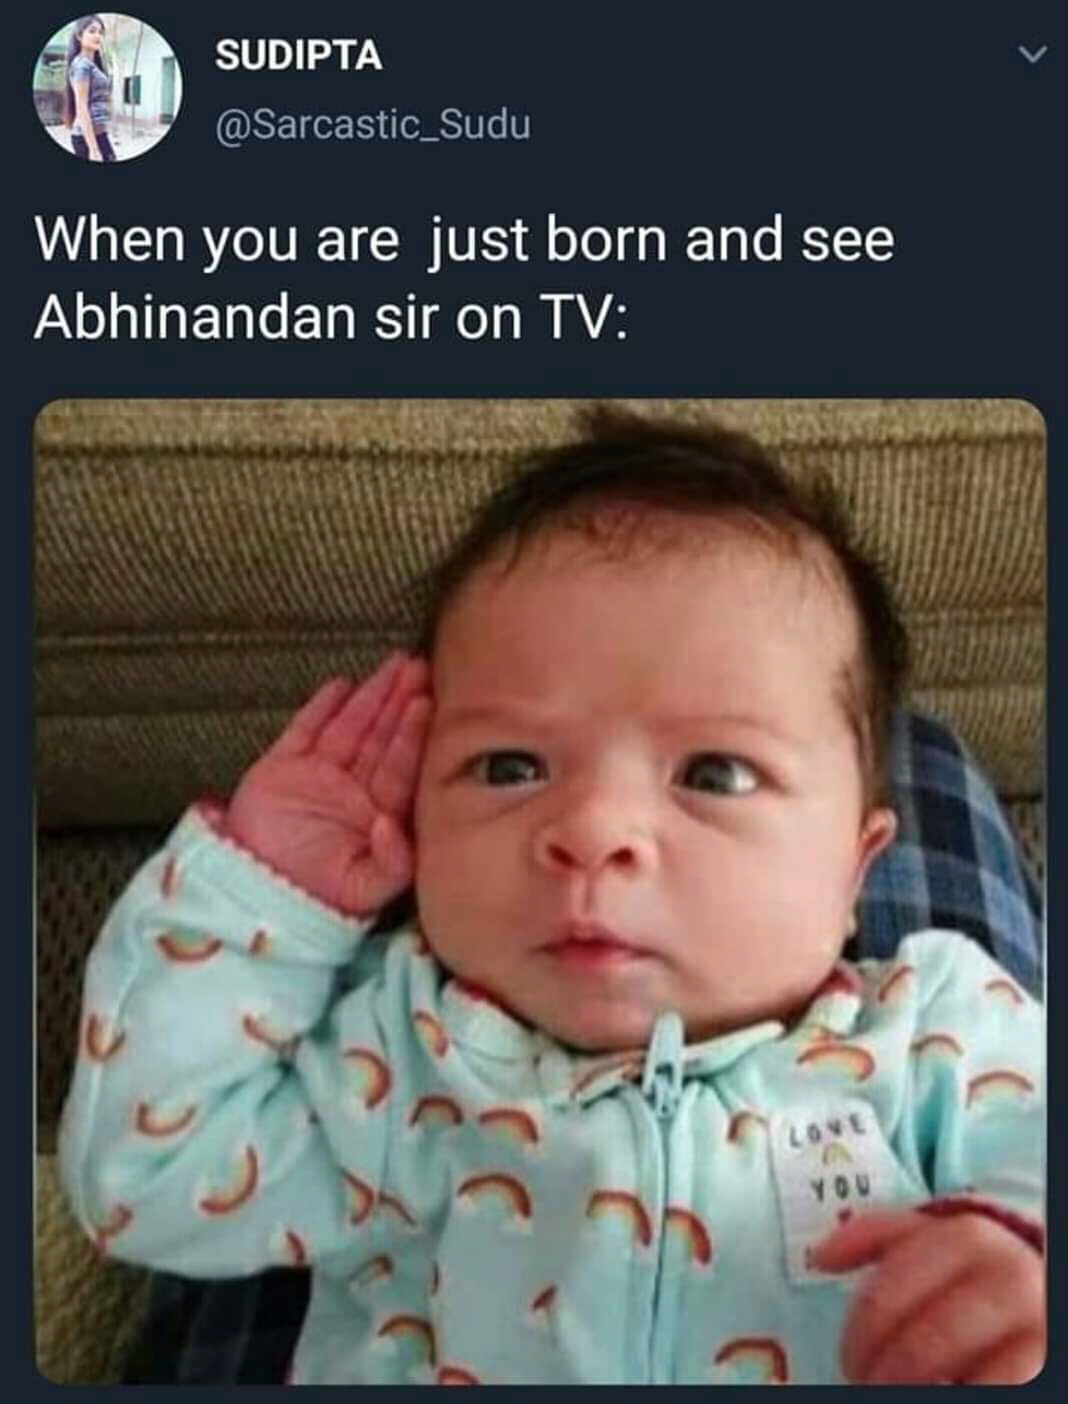 SUDIPTA
@Sarcastic_Sudu
When you are just born and see
Abhinandan sir on TV:
LOVE
YOU